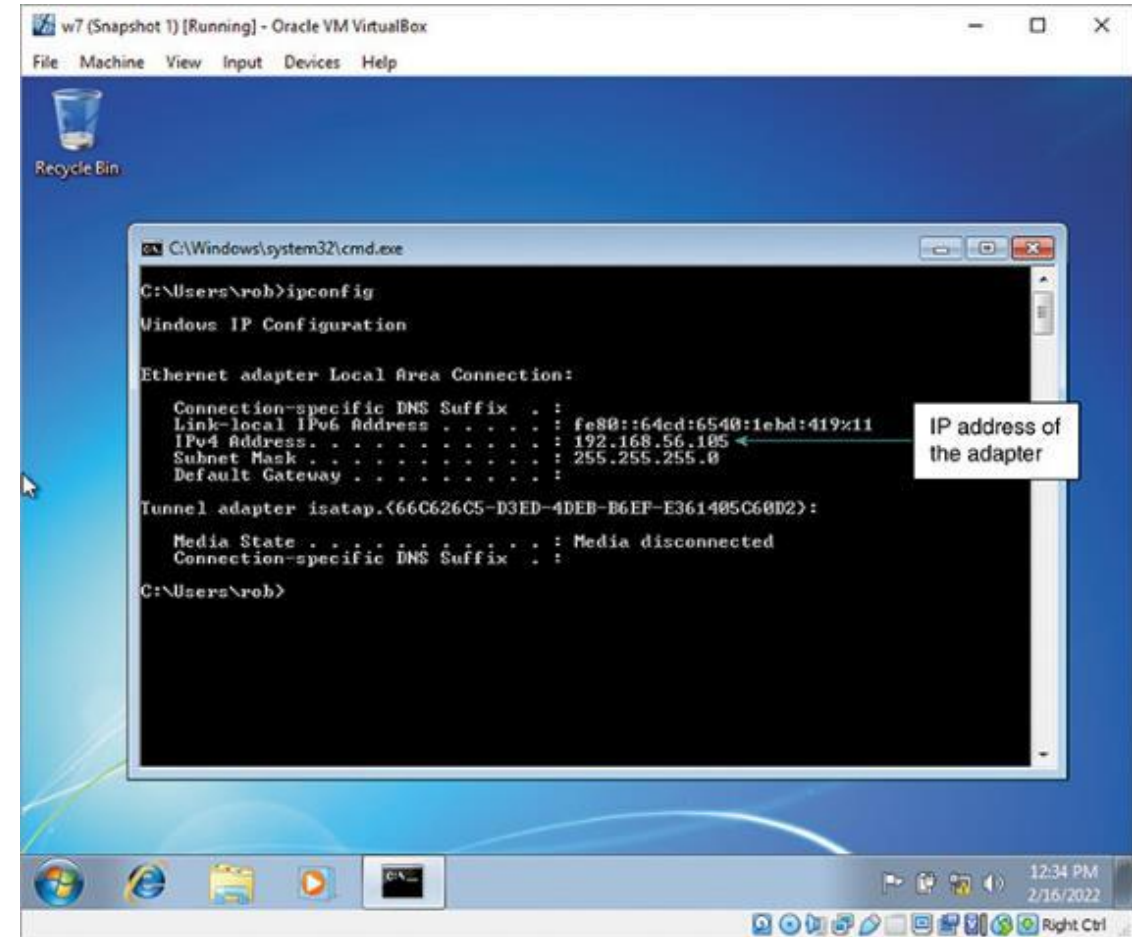 w7 (Snapshot 1) [Running] - Oracle VM VirtualBox
File Machine View Input Devices Help
Recycle Bin
C:\Windows\system32\cmd.exe
C:\Users\rob>ipconfig
Windows IP Configuration
Ethernet adapter Local Area Connection:
Connection-specific DNS Suffix . :
Link-local IPv6 Address . . . . . : fe80::64cd:6540:1ebd:419%11
IPv4 Address. . . . . . . . . . . : 192.168.56.105
Subnet Mask . . . . . . . . . . . : 255.255.255.0
Default Gateway . . . . . . . . . :
IP address of
the adapter
Tunnel adapter isatap.{66C626C5-D3ED-4DEB-B6EF-E361405C60D2}:
Media State . . . . . . . . . . . : Media disconnected
Connection-specific DNS Suffix . :
C:\Users\rob>
12:34 PM
2/16/2022
Right Ctrl